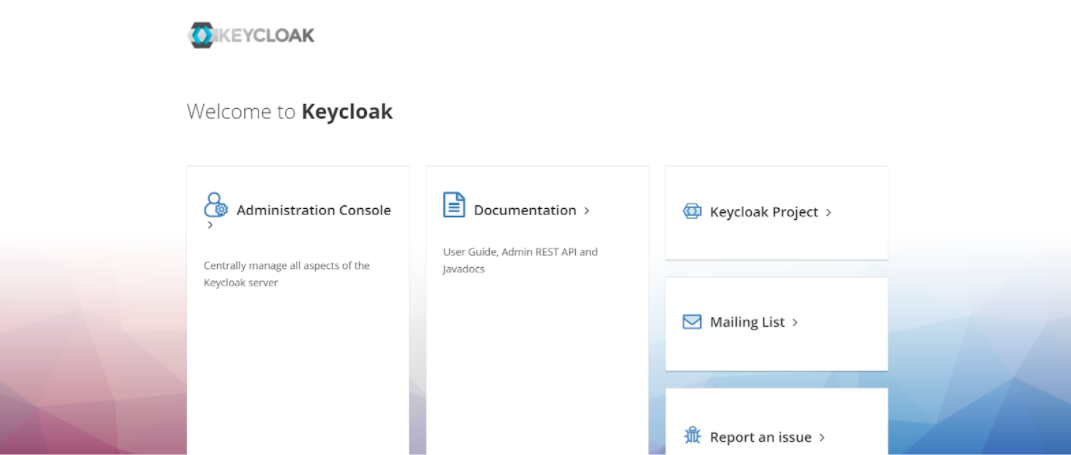 KEYCLOAK
Welcome to Keycloak
Administration Console
Centrally manage all aspects of the
Keycloak server
Documentation
User Guide, Admin REST API and
Javadocs
Keycloak Project
Mailing List
Report an issue